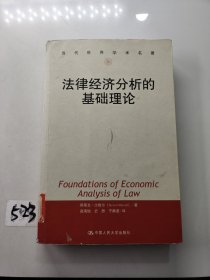 当代世界学术名著
法律经济分析的
基础理论
Foundations of Economic
Analysis of Law
中国人民大学出版社
523